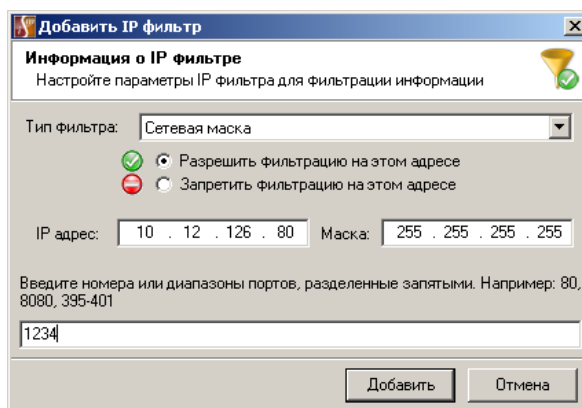 Добавить IP фильтр
Информация о IP фильтре
Настройте параметры IP фильтра для фильтрации информации
Тип фильтра: Сетевая маска
Разрешить фильтрацию на этом адресе
Запретить фильтрацию на этом адресе
IP адрес: 10 . 12 . 126 . 80 Маска: 255 . 255 . 255 . 255
Введите номера или диапазоны портов, разделенные запятыми. Например: 80,
8080, 395-401
1234
Добавить Отмена